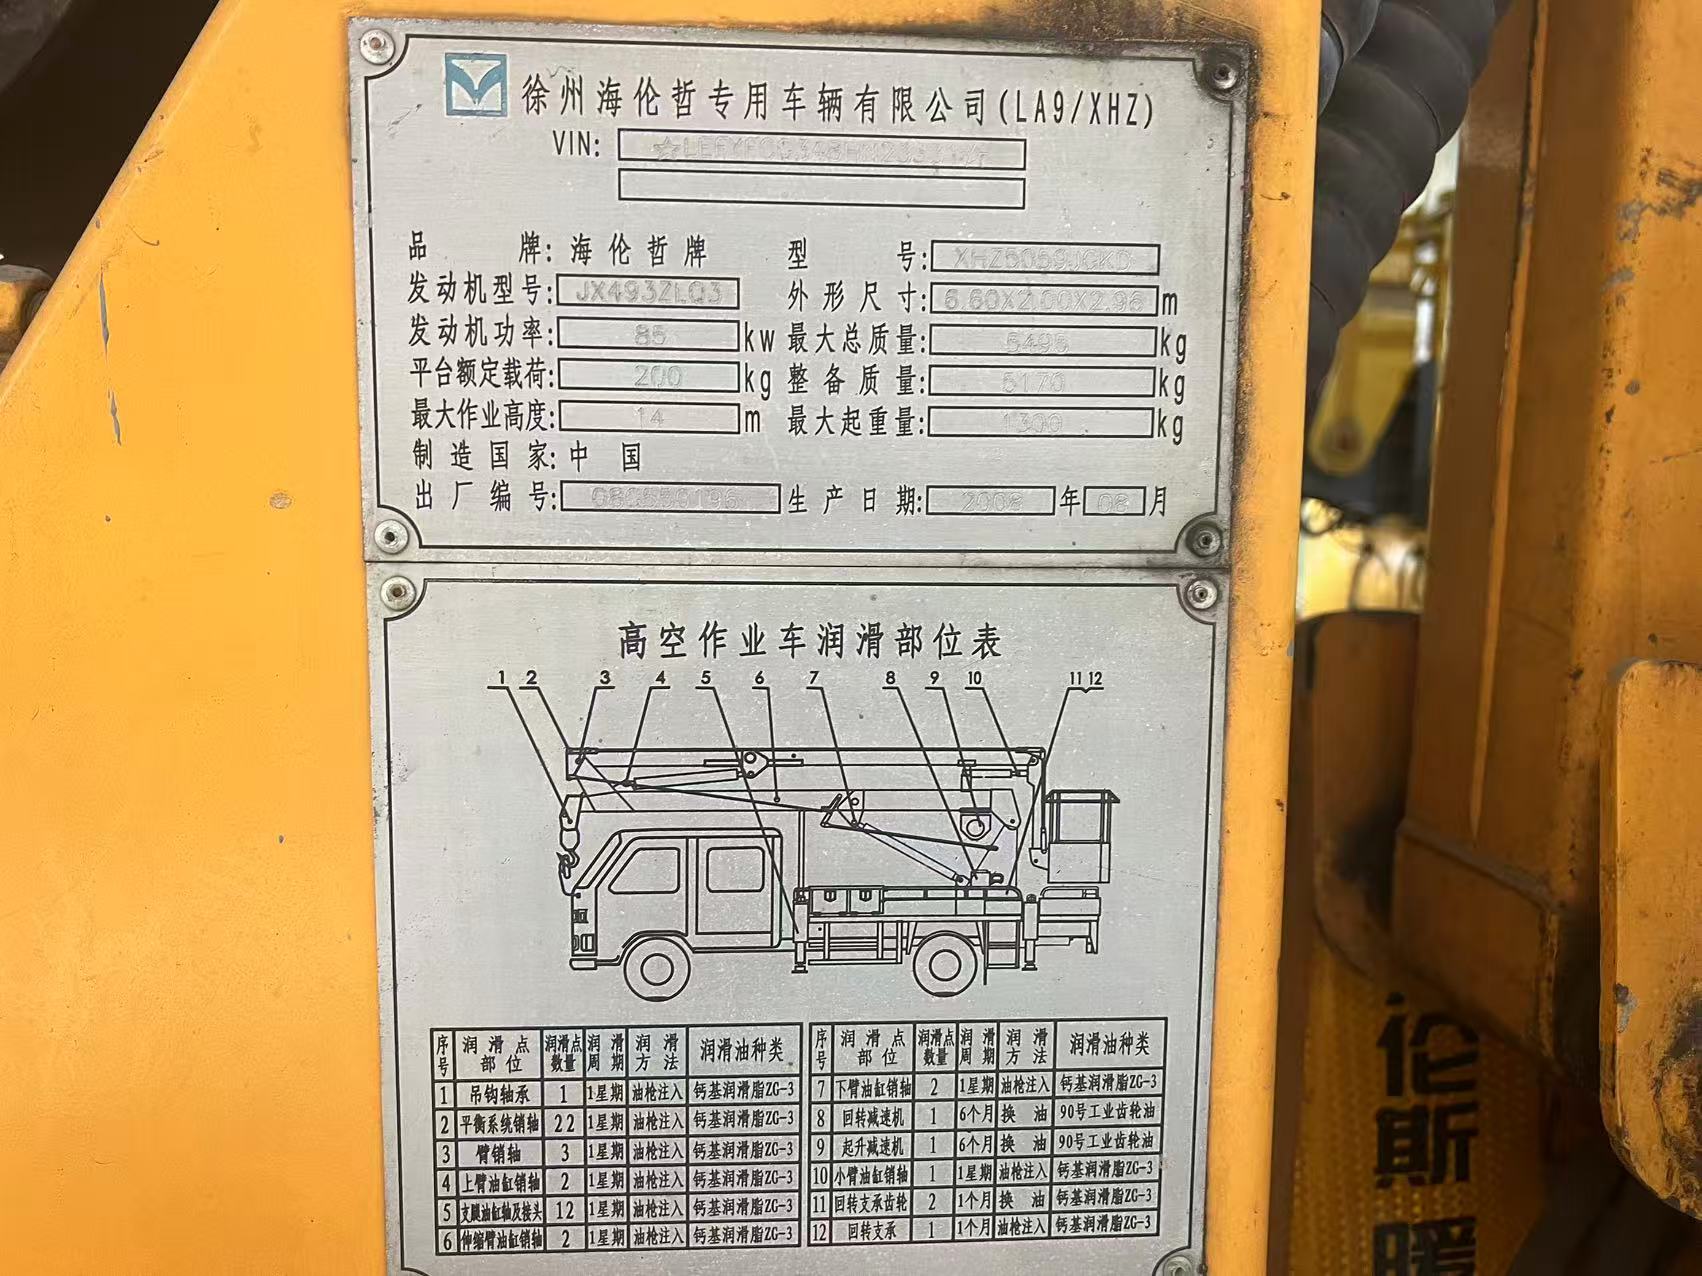 徐州海伦哲专用车辆有限公司(LA9/XHZ)
VIN:
品牌: 海伦哲牌 型号: XHZ5059JGKD
发动机型号: JX493ZLQ3 外形尺寸: 6.60X2.00X2.96 m
发动机功率: 85 kw 最大总质量: 5495 kg
平台额定载荷: 200 kg 整备质量: 5170 kg
最大作业高度: 14 m 最大起重量: 1300 kg
制造国家: 中国
出厂编号: 生产日期: 2008 年 08 月
高空作业车润滑部位表
1 2 3 4 5 6 7 8 9 10 11 12
序号 润滑点部位 润滑点数量 润滑周期 润滑方法 润滑油种类 序号 润滑点部位 润滑点数量 润滑周期 润滑方法 润滑油种类
1 吊钩轴承 1 1星期 油枪注入 钙基润滑脂ZG-3 7 下臂油缸销轴 2 1星期 油枪注入 钙基润滑脂ZG-3
2 平衡系统销轴 22 1星期 油枪注入 钙基润滑脂ZG-3 8 回转减速机 1 6个月 换油 90号工业齿轮油
3 臂销轴 3 1星期 油枪注入 钙基润滑脂ZG-3 9 起升减速机 1 6个月 换油 90号工业齿轮油
4 上臂油缸销轴 2 1星期 油枪注入 钙基润滑脂ZG-3 10 小臂油缸销轴 1 1星期 油枪注入 钙基润滑脂ZG-3
5 支腿油缸轴及接头 12 1星期 油枪注入 钙基润滑脂ZG-3 11 回转支承齿轮 2 1个月 换油 钙基润滑脂ZG-3
6 伸缩臂油缸销轴 2 1星期 油枪注入 钙基润滑脂ZG-3 12 回转支承 1 1个月 油枪注入 钙基润滑脂ZG-3
伦
斯
暖